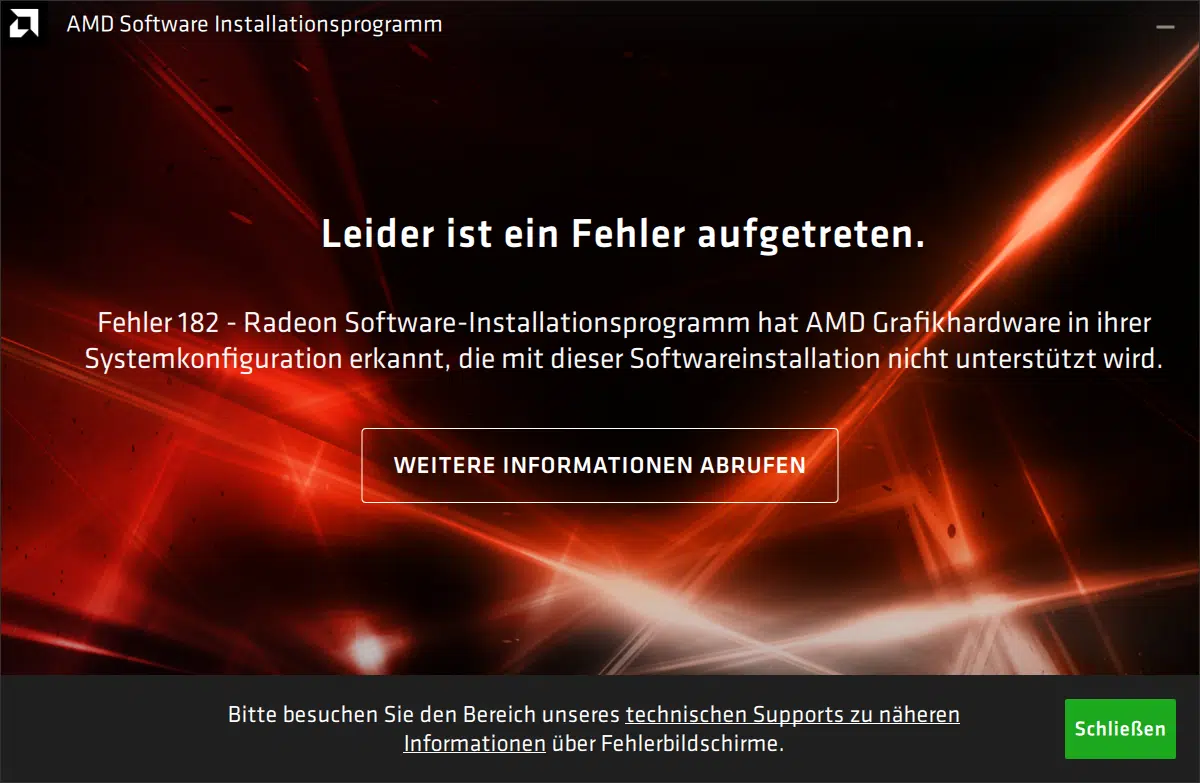 AMD Software Installationsprogramm
Leider ist ein Fehler aufgetreten.
Fehler 182 - Radeon Software-Installationsprogramm hat AMD Grafikhardware in ihrer
Systemkonfiguration erkannt, die mit dieser Softwareinstallation nicht unterstützt wird.
WEITERE INFORMATIONEN ABRUFEN
Bitte besuchen Sie den Bereich unseres technischen Supports zu näheren
Informationen über Fehlerbildschirme.
Schließen